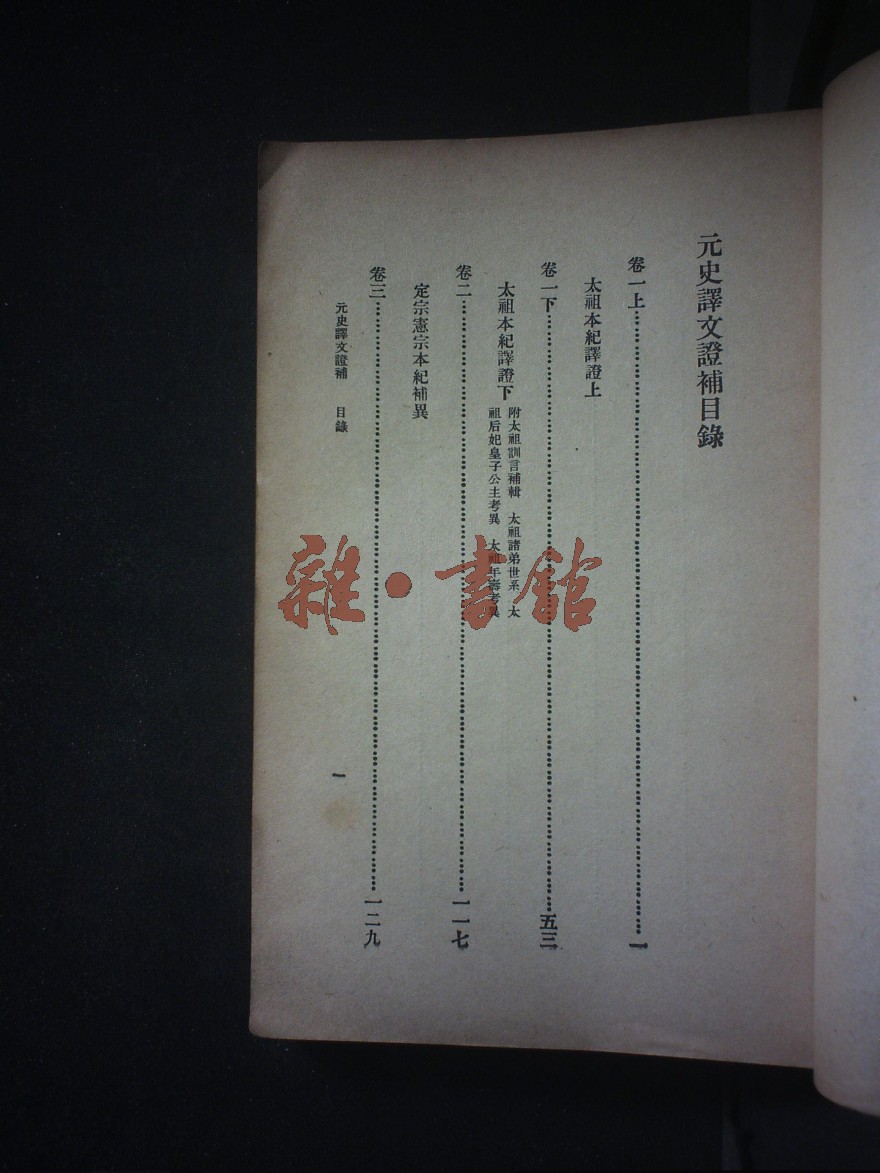 元史譯文證補目錄
卷一上……一
太祖本紀譯證上
卷一下……五三
太祖本紀譯證下 附太祖訓言補輯 太祖諸弟世系 太
祖后妃皇子公主考異 太祖年壽考異
卷二……一一七
定宗憲宗本紀補異
卷三……一二九
元史譯文證補 目錄 一
雜·書館